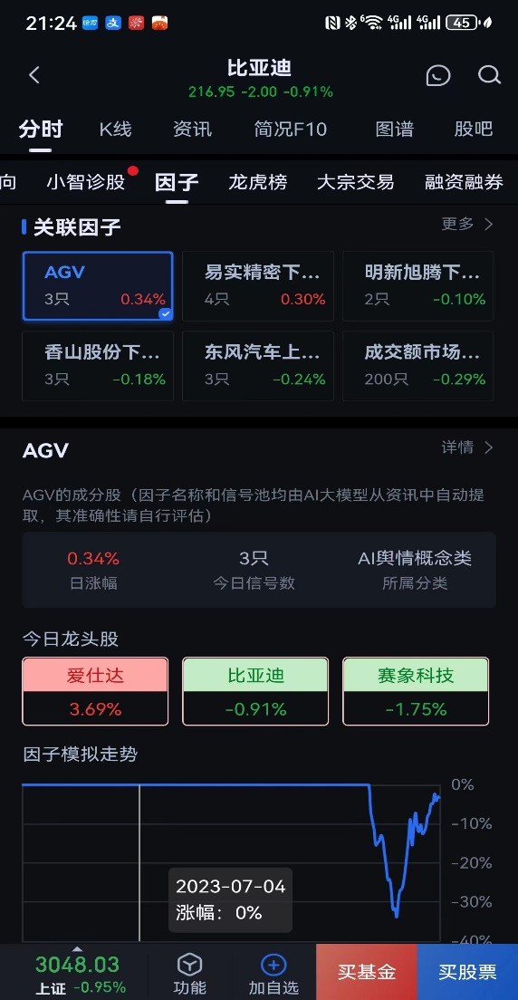 21:24 6 4G 4G 45
比亚迪
216.95 -2.00 -0.91%
分时 K线 资讯 简况F10 图谱 股吧
向 小智诊股 因子 龙虎榜 大宗交易 融资融券
关联因子 更多
AGV 易实精密下... 明新旭腾下...
3只 0.34% 4只 0.30% 2只 -0.10%
香山股份下... 东风汽车上... 成交额市场...
3只 -0.18% 3只 -0.24% 200只 -0.29%
AGV 详情
AGV的成分股（因子名称和信号池均由AI大模型从资讯中自动提
取，其准确性请自行评估）
0.34% 3只 AI舆情概念类
日涨幅 今日信号数 所属分类
今日龙头股
爱仕达 比亚迪 赛象科技
3.69% -0.91% -1.75%
因子模拟走势
0%
-10%
-20%
2023-07-04
涨幅：0%
-30%
-40%
3048.03
上证 -0.95%
功能 加自选 买基金 买股票